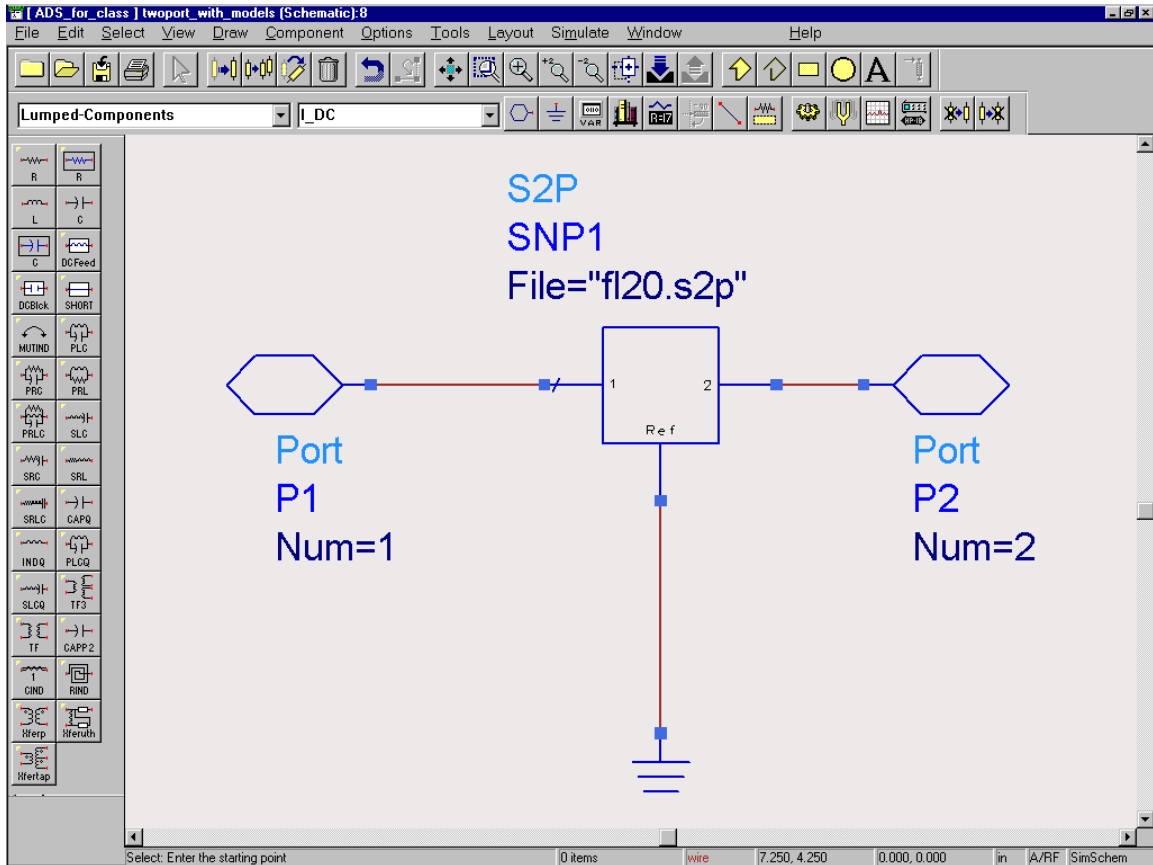 [ ADS_for_class ] twoport_with_models (Schematic):8
File Edit Select View Draw Component Options Tools Layout Simulate Window Help
Lumped-Components I_DC
VAR
R R
L C
C DCFeed
DCBlck SHORT
MUTIND PLC
PRC PRL
PRLC SLC
SRC SRL
SRLC CAPQ
INDQ PLCQ
SLCQ TF3
TF CAPP2
CIND RIND
Xferp Xferuth
Xfertap
S2P
SNP1
File="fl20.s2p"
1 2
Ref
Port
P1
Num=1
Port
P2
Num=2
Select: Enter the starting point 0 items wire 7.250, 4.250 0.000, 0.000 in A/RF SimSchem